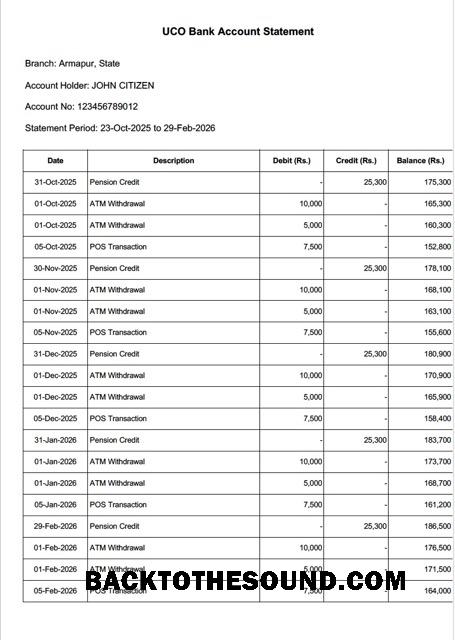 UCO Bank Account Statement
Branch: Armapur, State
Account Holder: JOHN CITIZEN
Account No: 123456789012
Statement Period: 23-Oct-2025 to 29-Feb-2026
Date Description Debit (Rs.) Credit (Rs.) Balance (Rs.)
31-Oct-2025 Pension Credit - 25,300 175,300
01-Oct-2025 ATM Withdrawal 10,000 - 165,300
01-Oct-2025 ATM Withdrawal 5,000 - 160,300
05-Oct-2025 POS Transaction 7,500 - 152,800
30-Nov-2025 Pension Credit - 25,300 178,100
01-Nov-2025 ATM Withdrawal 10,000 - 168,100
01-Nov-2025 ATM Withdrawal 5,000 - 163,100
05-Nov-2025 POS Transaction 7,500 - 155,600
31-Dec-2025 Pension Credit - 25,300 180,900
01-Dec-2025 ATM Withdrawal 10,000 - 170,900
01-Dec-2025 ATM Withdrawal 5,000 - 165,900
05-Dec-2025 POS Transaction 7,500 - 158,400
31-Jan-2026 Pension Credit - 25,300 183,700
01-Jan-2026 ATM Withdrawal 10,000 - 173,700
01-Jan-2026 ATM Withdrawal 5,000 - 168,700
05-Jan-2026 POS Transaction 7,500 - 161,200
29-Feb-2026 Pension Credit - 25,300 186,500
01-Feb-2026 ATM Withdrawal 10,000 - 176,500
01-Feb-2026 ATM Withdrawal 5,000 - 171,500
BACKTOTHESOUND.COM
05-Feb-2026 POS Transaction 7,500 - 164,000